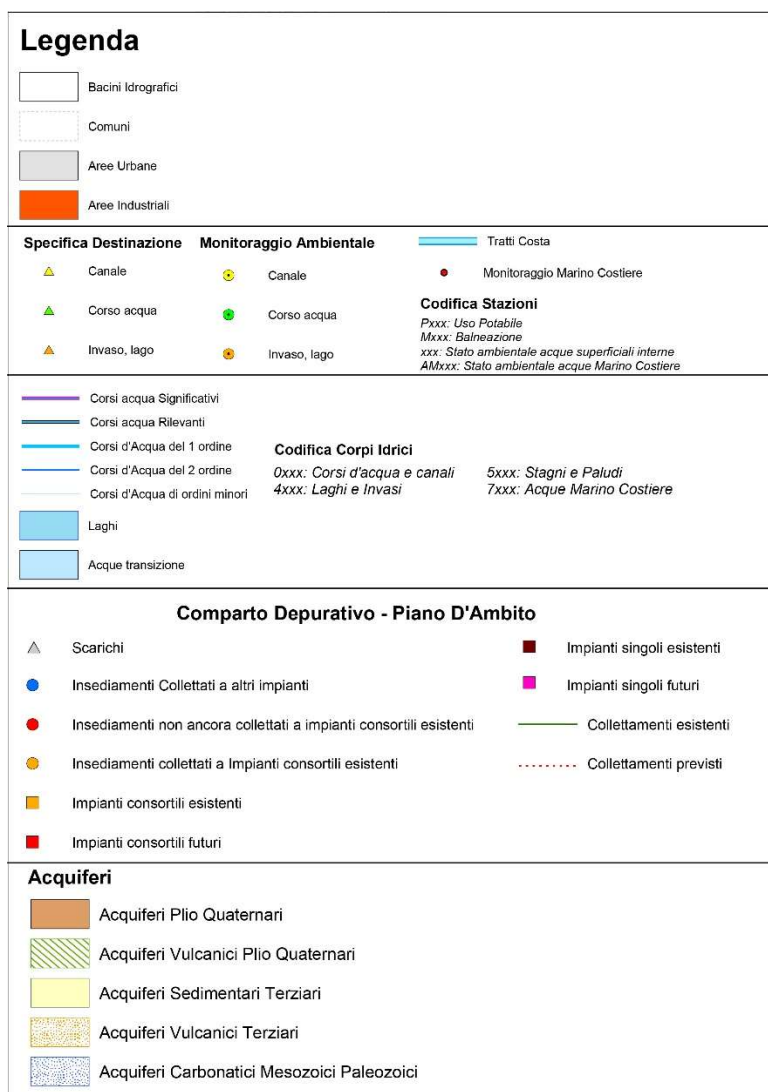 Legenda
Bacini Idrografici
Comuni
Aree Urbane
Aree Industriali
Specifica Destinazione
Canale
Corso acqua
Invaso, lago
Monitoraggio Ambientale
Canale
Corso acqua
Invaso, lago
Tratti Costa
Monitoraggio Marino Costiere
Codifica Stazioni
Pxxx: Uso Potabile
Mxxx: Balneazione
xxx: Stato ambientale acque superficiali interne
AMxxx: Stato ambientale acque Marino Costiere
Corsi acqua Significativi
Corsi acqua Rilevanti
Corsi d'Acqua del 1 ordine
Corsi d'Acqua del 2 ordine
Corsi d'Acqua di ordini minori
Laghi
Acque transizione
Codifica Corpi Idrici
0xxx: Corsi d'acqua e canali
4xxx: Laghi e Invasi
5xxx: Stagni e Paludi
7xxx: Acque Marino Costiere
Comparto Depurativo - Piano D'Ambito
Scarichi
Insediamenti Collettati a altri impianti
Insediamenti non ancora collettati a impianti consortili esistenti
Insediamenti collettati a Impianti consortili esistenti
Impianti consortili esistenti
Impianti consortili futuri
Impianti singoli esistenti
Impianti singoli futuri
Collettamenti esistenti
Collettamenti previsti
Acquiferi
Acquiferi Plio Quaternari
Acquiferi Vulcanici Plio Quaternari
Acquiferi Sedimentari Terziari
Acquiferi Vulcanici Terziari
Acquiferi Carbonatici Mesozoici Paleozoici